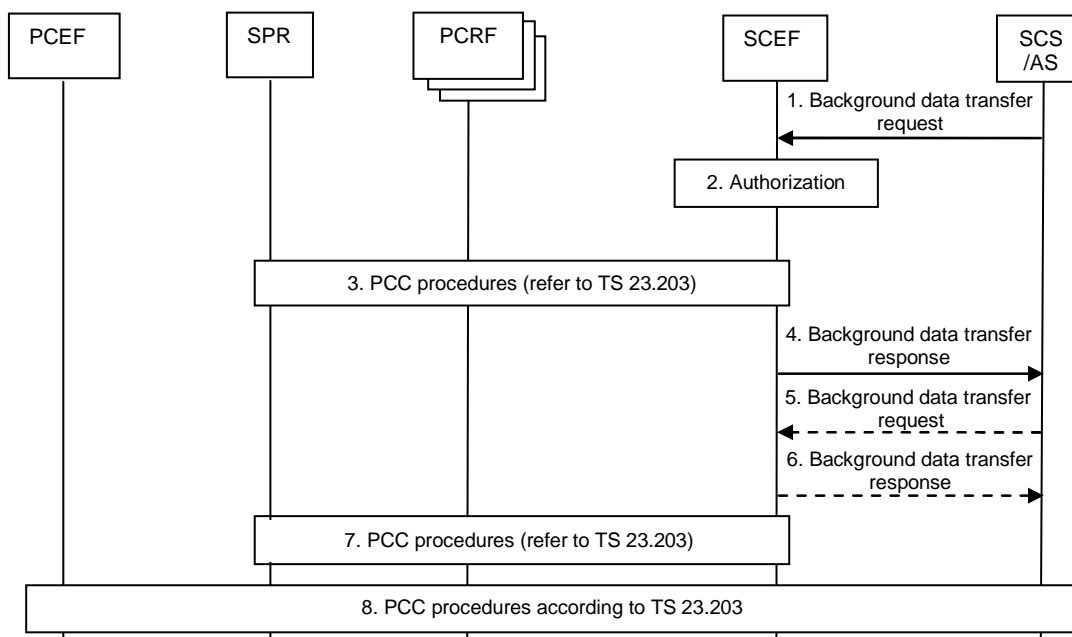 PCEF
SPR
PCRF
SCEF
SCS
/AS
1. Background data transfer
request
2. Authorization
3. PCC procedures (refer to TS 23.203)
4. Background data transfer
response
5. Background data transfer
request
6. Background data transfer
response
7. PCC procedures (refer to TS 23.203)
8. PCC procedures according to TS 23.203